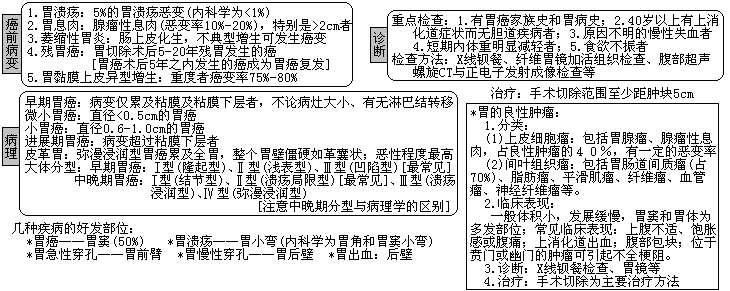 癌前病变
1.胃溃疡：5%的胃溃疡恶变(内科学为<1%)
2.胃息肉：腺瘤性息肉(恶变率10%-20%)，特别是>2cm者
3.萎缩性胃炎：肠上皮化生，不典型增生可发生癌变
4.残胃癌：胃切除术后5-20年残胃发生的癌
[胃癌术后5年之内发生的癌成为胃癌复发]
5.胃黏膜上皮异型增生：重度者癌变率75%-80%
诊断
重点检查：1.有胃癌家族史和胃病史；2.40岁以上有上消
化道症状而无胆道疾病者；3.原因不明的慢性失血者
4.短期内体重明显减轻者；5.食欲不振者
检查方法：X线钡餐、纤维胃镜加活组织检查、腹部超声
螺旋CT与正电子发射成像检查等
治疗：手术切除范围至少距肿块5cm
病理
早期胃癌：病变仅累及粘膜及粘膜下层者，不论病灶大小、有无淋巴结转移
微小胃癌：直径<0.5cm的胃癌
小胃癌：直径0.6-1.0cm的胃癌
进展期胃癌：病变超过粘膜下层者
皮革胃：弥漫浸润型胃癌累及全胃，整个胃壁僵硬如革囊状；恶性程度最高
大体分型：早期胃癌：Ⅰ型(隆起型)、Ⅱ型(浅表型)、Ⅲ型(凹陷型)[最常见]
中晚期胃癌：Ⅰ型(结节型)、Ⅱ型(溃疡局限型)[最常见]、Ⅲ型(溃疡
浸润型)、Ⅳ型(弥漫浸润型)
[注意中晚期分型与病理学的区别]
几种疾病的好发部位：
*胃癌——胃窦(50%) *胃溃疡——胃小弯(内科学为胃角和胃窦小弯)
*胃急性穿孔——胃前臂 *胃慢性穿孔——胃后壁 *胃出血：后壁
*胃的良性肿瘤：
1.分类：
(1)上皮细胞瘤：包括胃腺瘤、腺瘤性息
肉，占良性肿瘤的40%，有一定的恶变率
(2)间叶组织瘤：包括胃肠道间质瘤(占
70%)、脂肪瘤、平滑肌瘤、纤维瘤、血管
瘤、神经纤维瘤等。
2.临床表现：
一般体积小，发展缓慢，胃窦和胃体为
多发部位；常见临床表现：上腹不适、饱胀
感或腹痛；上消化道出血；腹部包块；位于
贲门或幽门的肿瘤可引起不全梗阻。
3.诊断：X线钡餐检查、胃镜等
4.治疗：手术切除为主要治疗方法